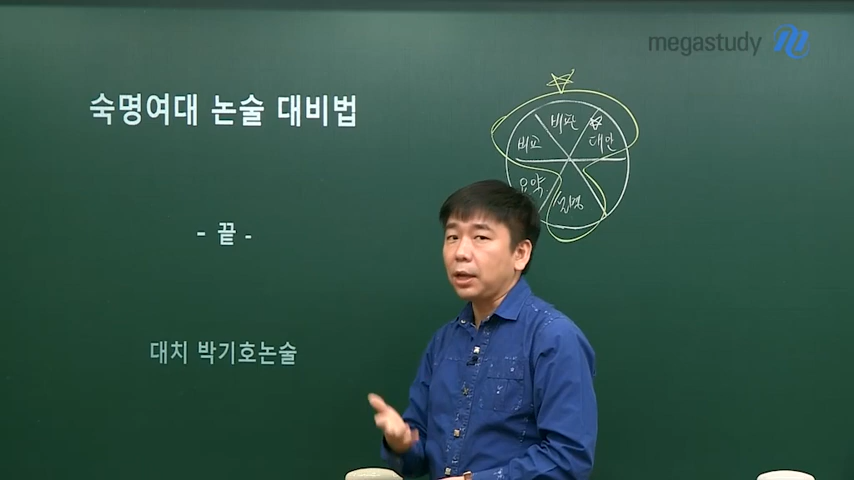 megastudy
숙명여대 논술 대비법
비판
비교
대안
요약
설명
- 끝 -
대치 박기호논술